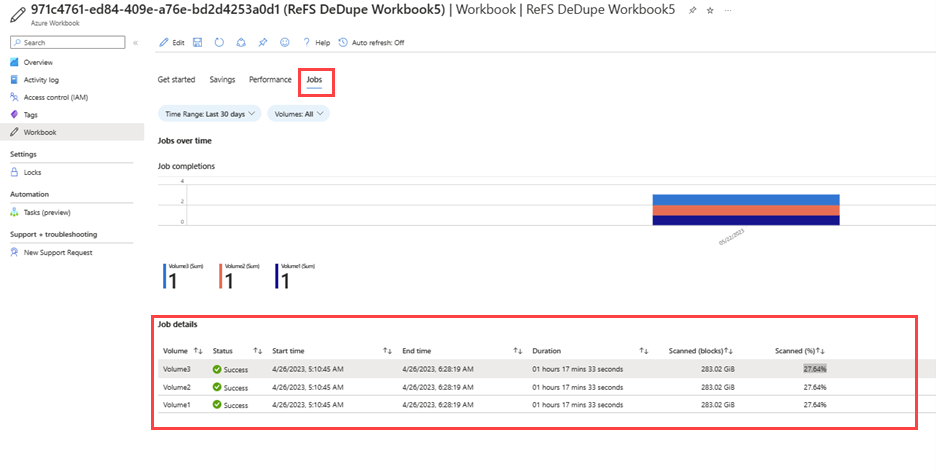 971c4761-ed84-409e-a76e-bd2d4253a0d1 (ReFS DeDupe Workbook5) | Workbook | ReFS DeDupe Workbook5
Azure Workbook
Search
Edit
Help
Auto refresh: Off
Overview
Activity log
Access control (IAM)
Tags
Workbook
Settings
Locks
Automation
Tasks (preview)
Support + troubleshooting
New Support Request
Get started Savings Performance Jobs
Time Range: Last 30 days Volumes: All
Jobs over time
Job completions
4
2
0
05/22/2023
Volume3 (Sum) Volume2 (Sum) Volume1 (Sum)
1 1 1
Job details
Volume Status Start time End time Duration Scanned (blocks) Scanned (%)
Volume3 Success 4/26/2023, 5:10:45 AM 4/26/2023, 6:28:19 AM 01 hours 17 mins 33 seconds 283.02 GiB 27.64%
Volume2 Success 4/26/2023, 5:10:45 AM 4/26/2023, 6:28:19 AM 01 hours 17 mins 33 seconds 283.02 GiB 27.64%
Volume1 Success 4/26/2023, 5:10:45 AM 4/26/2023, 6:28:19 AM 01 hours 17 mins 33 seconds 283.02 GiB 27.64%